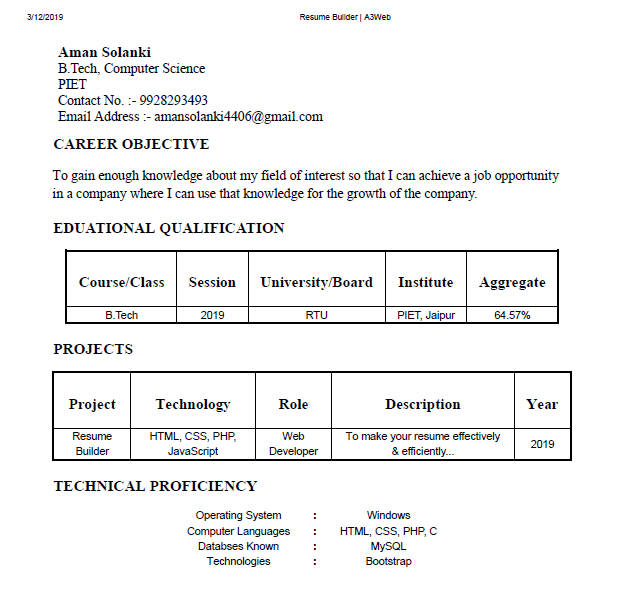 3/12/2019 Resume Builder | A3Web
Aman Solanki
B.Tech, Computer Science
PIET
Contact No. :- 9928293493
Email Address :- amansolanki4406@gmail.com
CAREER OBJECTIVE
To gain enough knowledge about my field of interest so that I can achieve a job opportunity
in a company where I can use that knowledge for the growth of the company.
EDUATIONAL QUALIFICATION
Course/Class Session University/Board Institute Aggregate
B.Tech 2019 RTU PIET, Jaipur 64.57%
PROJECTS
Project Technology Role Description Year
Resume Builder HTML, CSS, PHP, JavaScript Web Developer To make your resume effectively & efficiently... 2019
TECHNICAL PROFICIENCY
Operating System : Windows
Computer Languages : HTML, CSS, PHP, C
Databses Known : MySQL
Technologies : Bootstrap